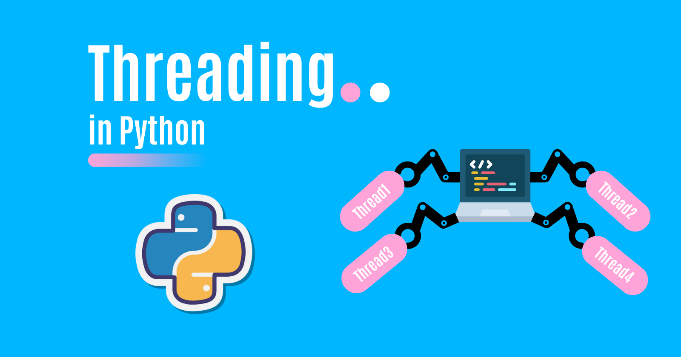 Threading
in Python
</>
Thread1
Thread2
Thread3
Thread4